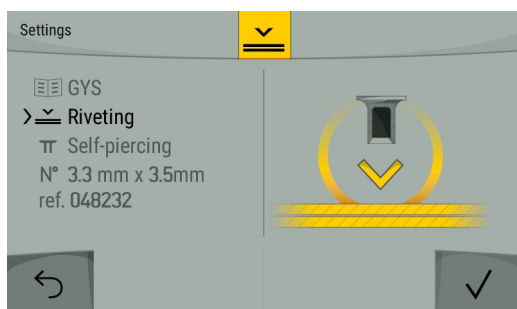 Settings
GYS
Riveting
Self-piercing
N° 3.3 mm x 3.5mm
ref. 048232